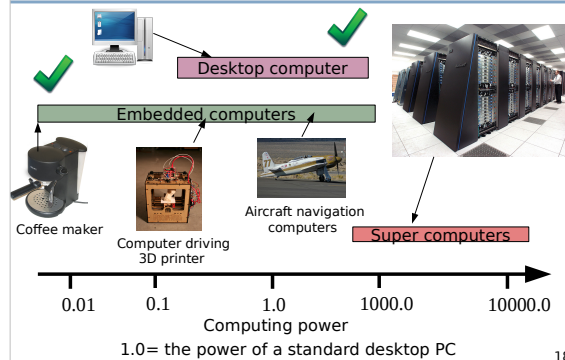 Desktop computer
Embedded computers
Coffee maker
Computer driving
3D printer
Aircraft navigation
computers
Super computers
0.01 0.1 1.0 1000.0 10000.0
Computing power
1.0= the power of a standard desktop PC
18